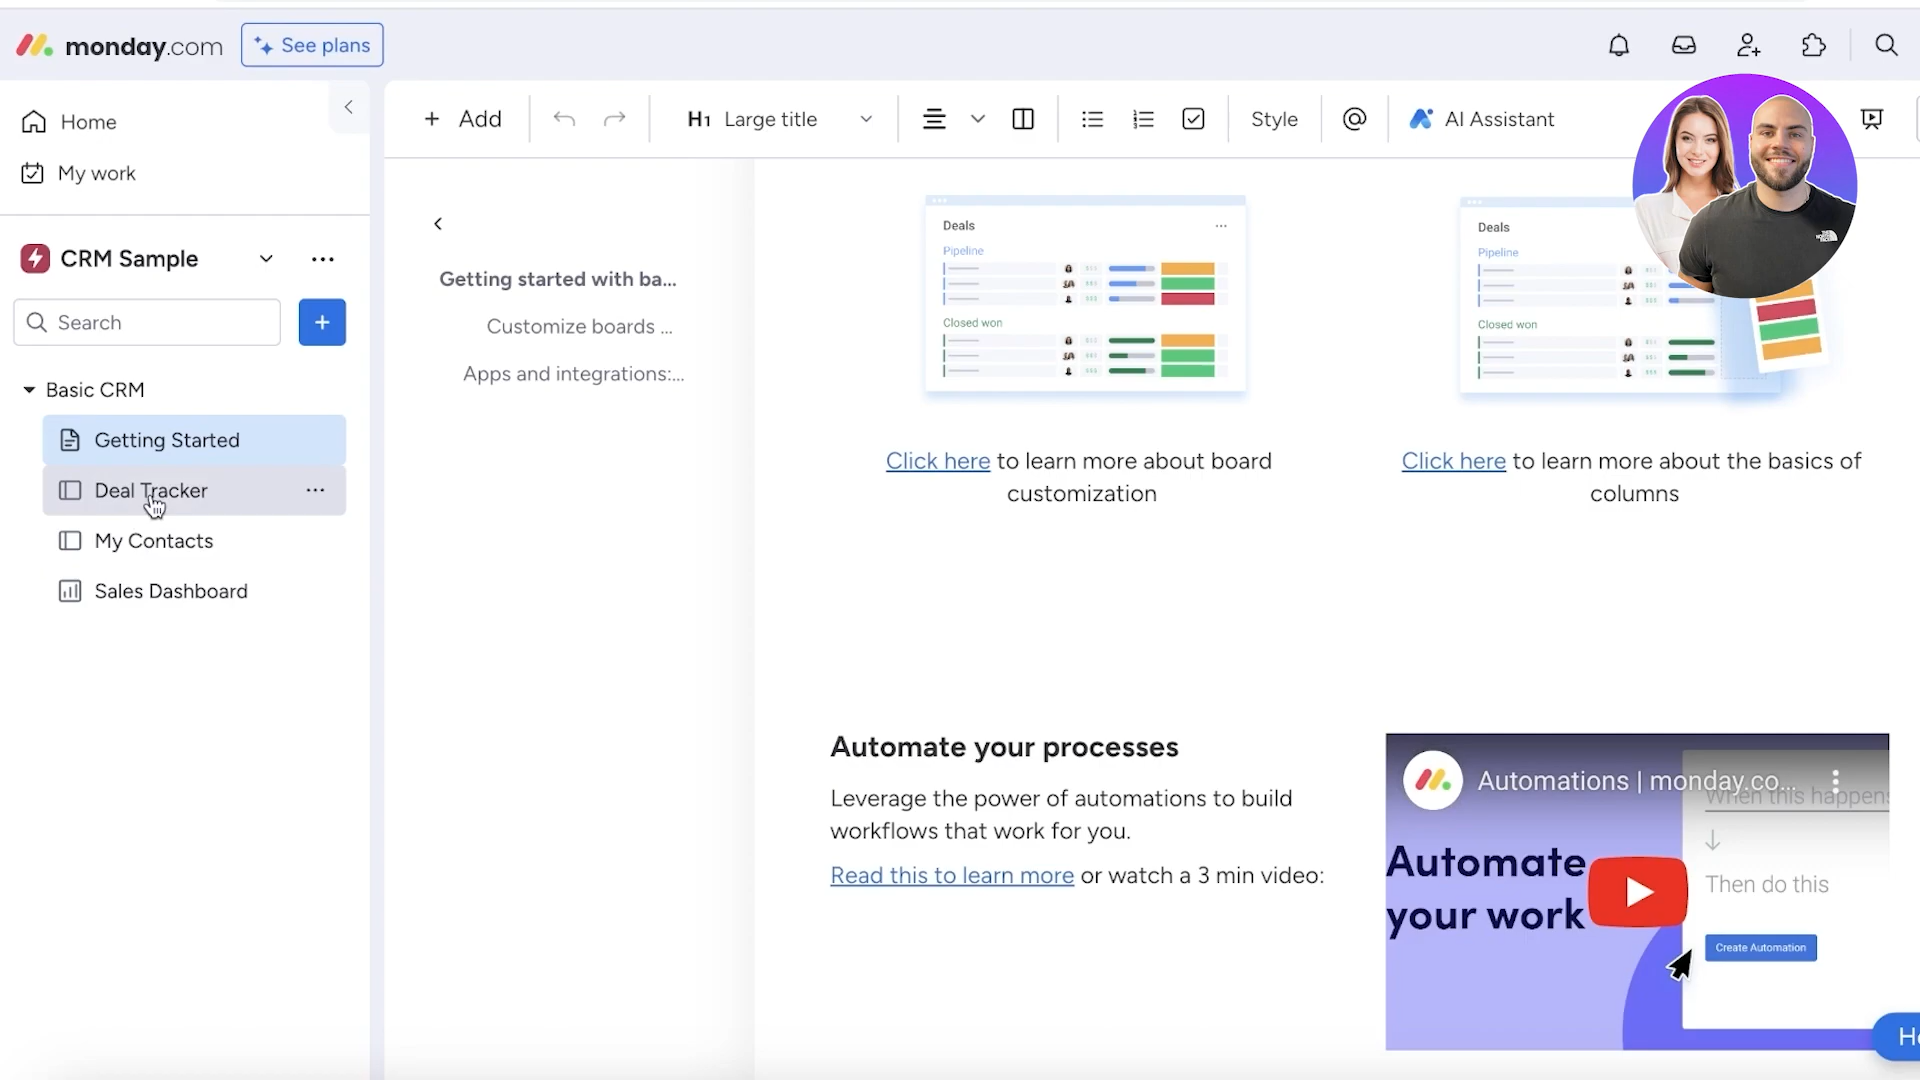 monday.com
See plans
Home
My work
CRM Sample
Search
Basic CRM
Getting Started
Deal Tracker
My Contacts
Sales Dashboard
Add
H1 Large title
Style
AI Assistant
Getting started with ba...
Customize boards ...
Apps and integrations:...
Deals
Pipeline
Closed won
Deals
Pipeline
Closed won
Click here to learn more about board
customization
Click here to learn more about the basics of
columns
Automate your processes
Leverage the power of automations to build
workflows that work for you.
Read this to learn more or watch a 3 min video:
Automations | monday.co...
When this happens
Then do this
Automate
your work
Create Automation